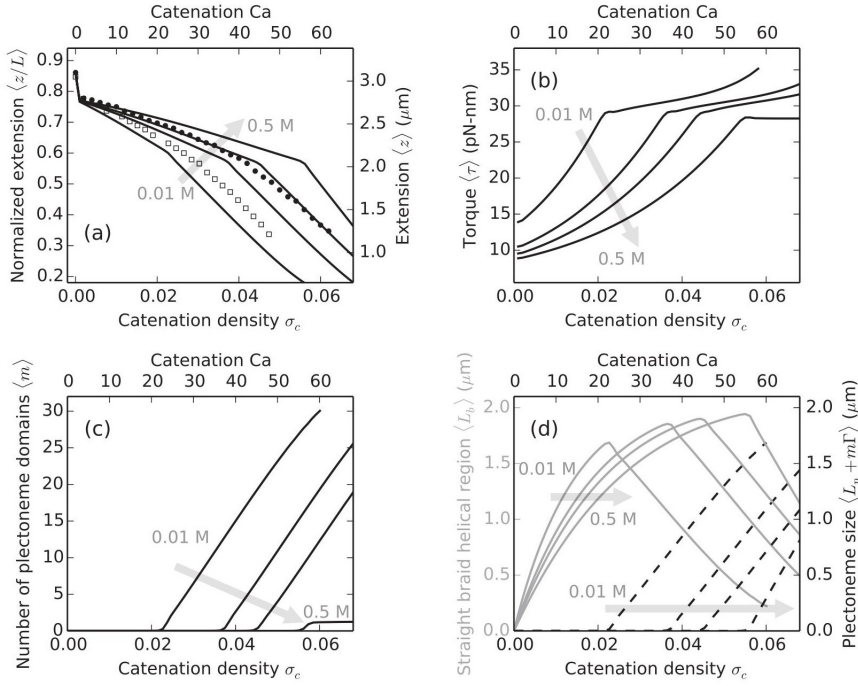 Catenation Ca
0 10 20 30 40 50 60
0.9
0.8
0.7
0.6
0.5
0.4
0.3
0.2
Normalized extension ⟨z/L⟩
3.0
2.5
2.0
1.5
1.0
Extension ⟨z⟩ (μm)
0.5 M
0.01 M
(a)
0.00 0.02 0.04 0.06
Catenation density σc
Catenation Ca
0 10 20 30 40 50 60
35
30
25
20
15
10
Torque ⟨τ⟩ (pN-nm)
(b)
0.01 M
0.5 M
0.00 0.02 0.04 0.06
Catenation density σc
Catenation Ca
0 10 20 30 40 50 60
30
25
20
15
10
5
0
Number of plectoneme domains ⟨m⟩
(c)
0.01 M
0.5 M
0.00 0.02 0.04 0.06
Catenation density σc
Catenation Ca
0 10 20 30 40 50 60
2.0
1.5
1.0
0.5
0.0
Straight braid helical region ⟨Lb⟩ (μm)
2.0
1.5
1.0
0.5
0.0
Plectoneme size ⟨Lp + mΓ⟩ (μm)
(d)
0.01 M
0.5 M
0.01 M
0.00 0.02 0.04 0.06
Catenation density σc